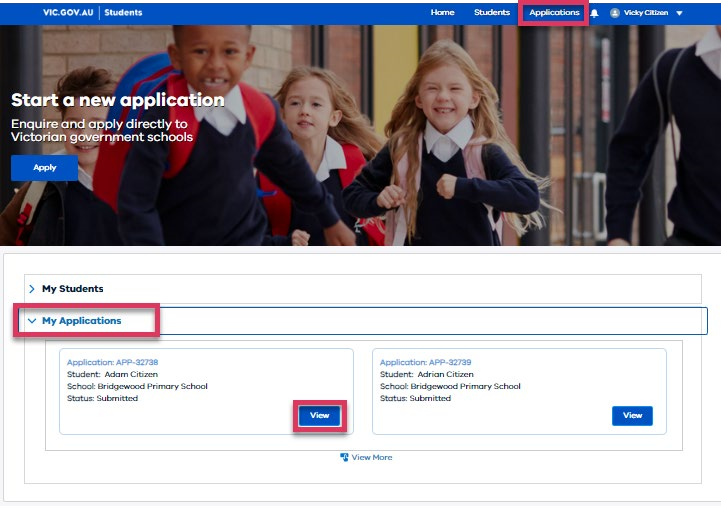 VIC.GOV.AU | Students
Home Students Applications Vicky Citizen
Start a new application
Enquire and apply directly to
Victorian government schools
Apply
My Students
My Applications
Application: APP-32738
Student: Adam Citizen
School: Bridgewood Primary School
Status: Submitted
View
Application: APP-32739
Student: Adrian Citizen
School: Bridgewood Primary School
Status: Submitted
View
View More